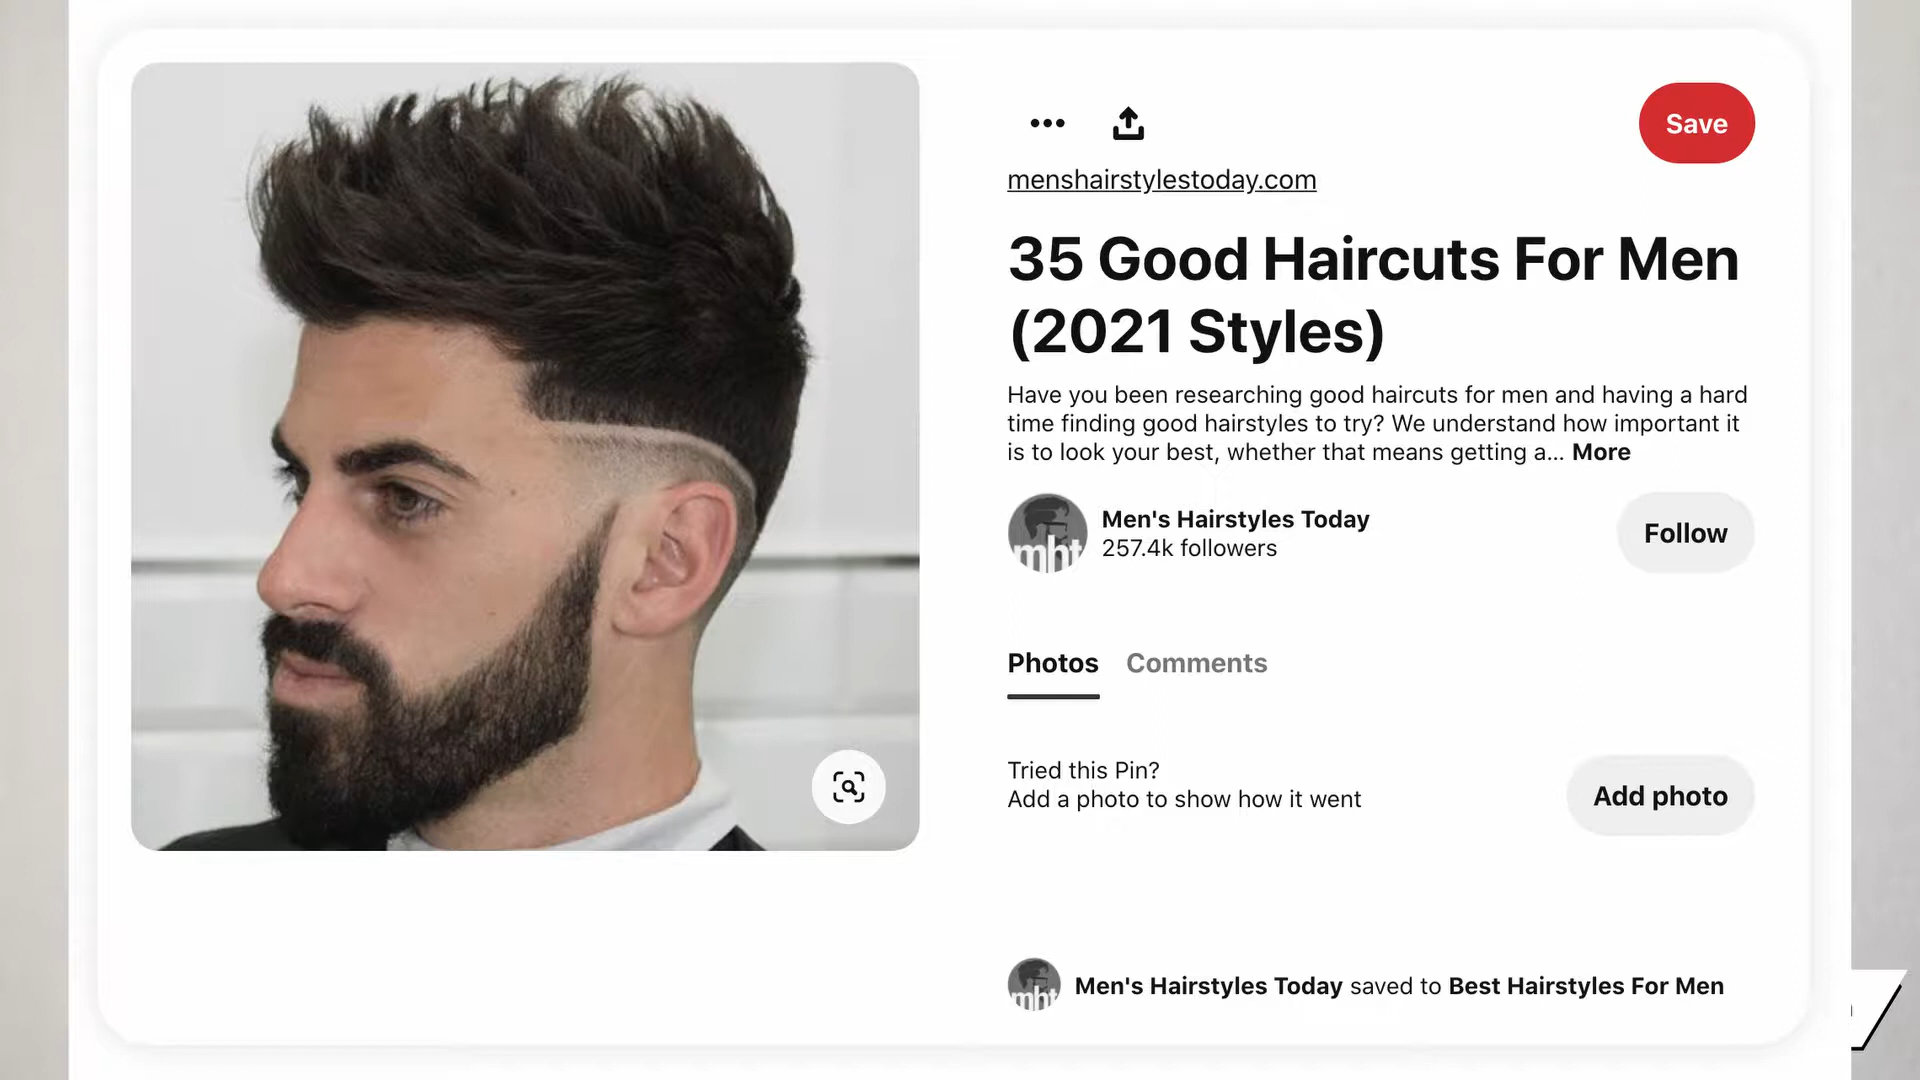 Save
menshairstylestoday.com
35 Good Haircuts For Men
(2021 Styles)
Have you been researching good haircuts for men and having a hard
time finding good hairstyles to try? We understand how important it
is to look your best, whether that means getting a... More
mht
Men's Hairstyles Today
257.4k followers
Follow
Photos Comments
Tried this Pin?
Add a photo to show how it went
Add photo
mht
Men's Hairstyles Today saved to Best Hairstyles For Men